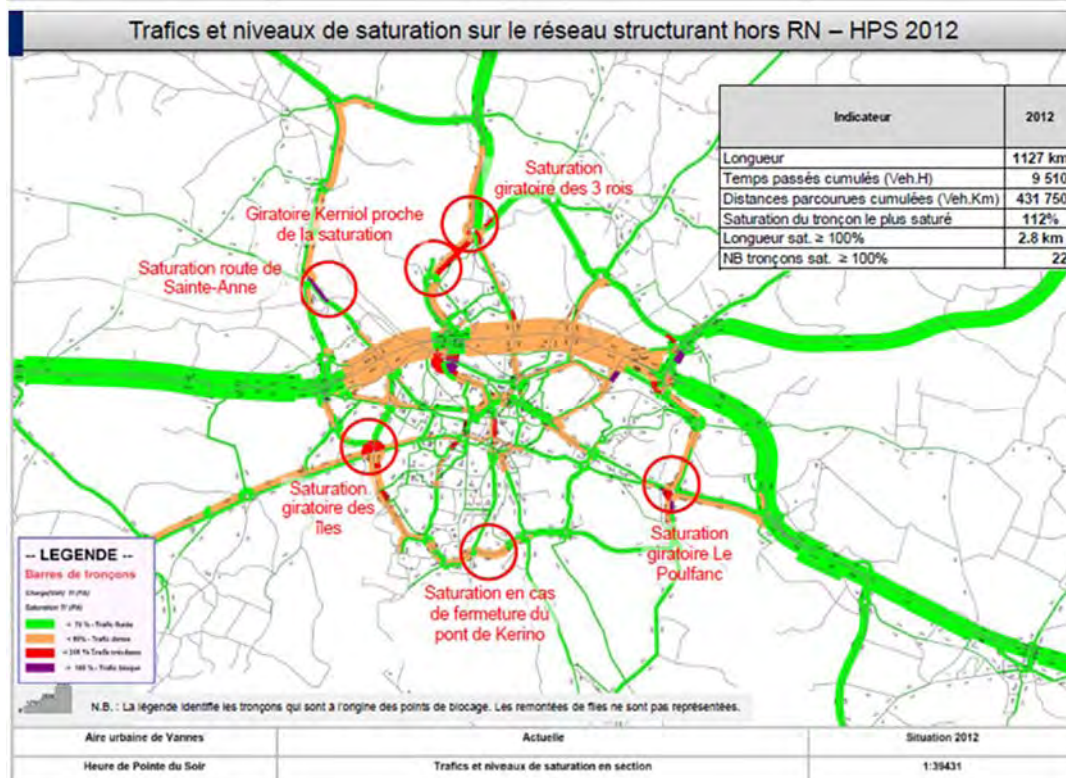 Trafics et niveaux de saturation sur le réseau structurant hors RN – HPS 2012
Indicateur 2012
Longueur 1127 km
Temps passés cumulés (Veh.H) 9 510
Distances parcourues cumulées (Veh.Km) 431 750
Saturation du tronçon le plus saturé 112%
Longueur sat. ≥ 100% 2.8 km
NB tronçons sat. ≥ 100% 22
Saturation
giratoire des 3 rois
Giratoire Kerniol proche
de la saturation
Saturation route de
Sainte-Anne
Saturation
giratoire des
îles
Saturation en cas
de fermeture du
pont de Kerino
Saturation
giratoire Le
Poulfanc
-- LEGENDE --
Barres de tronçons
- Trafic fluide
- Trafic dense
N.B. : La légende identifie les tronçons qui sont à l'origine des points de blocage. Les remontées de files ne sont pas représentées.
Aire urbaine de Vannes Actuelle Situation 2012
Heure de Pointe du Soir Trafics et niveaux de saturation en section 1:39431